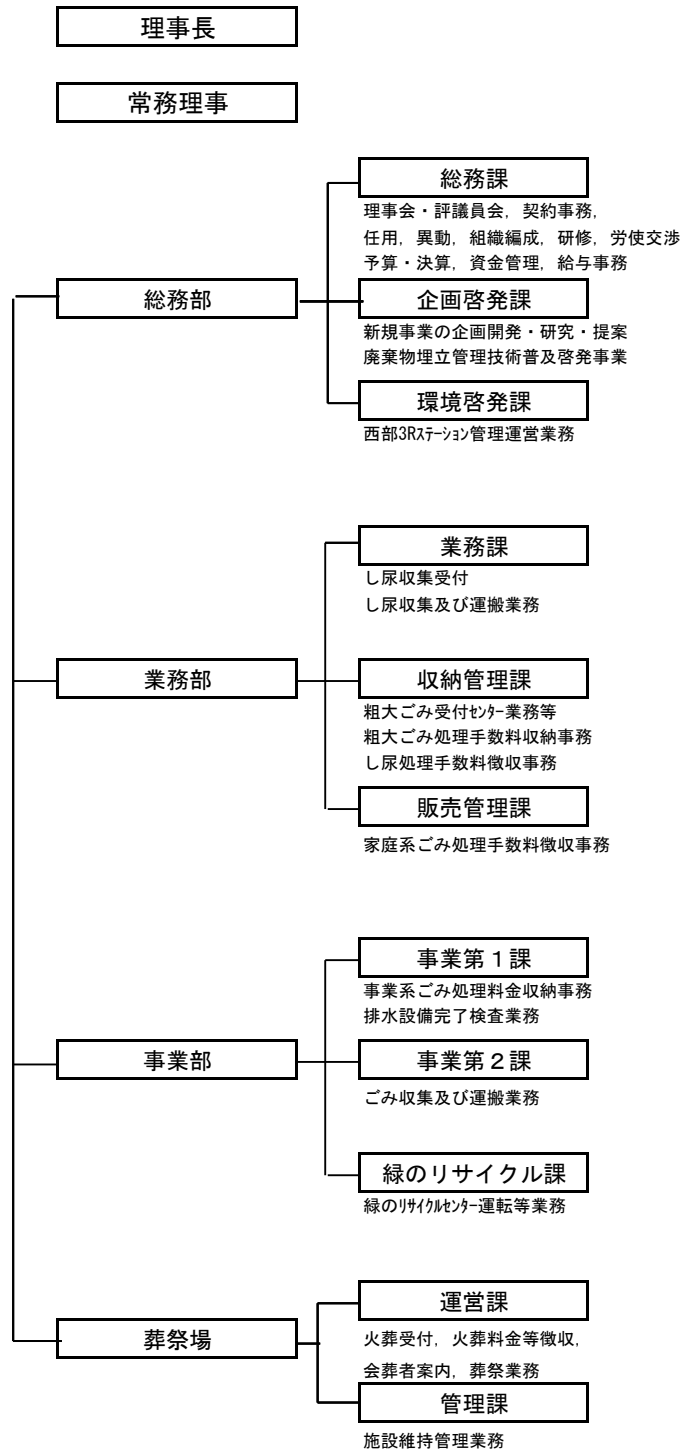 理事長
常務理事
総務課
理事会・評議員会, 契約事務,
任用, 異動, 組織編成, 研修, 労使交渉
予算・決算, 資金管理, 給与事務
総務部
企画啓発課
新規事業の企画開発・研究・提案
廃棄物埋立管理技術普及啓発事業
環境啓発課
西部3Rｽﾃｰｼｮﾝ管理運営業務
業務課
し尿収集受付
し尿収集及び運搬業務
業務部
収納管理課
粗大ごみ受付ｾﾝﾀｰ業務等
粗大ごみ処理手数料収納事務
し尿処理手数料徴収事務
販売管理課
家庭系ごみ処理手数料徴収事務
事業第１課
事業系ごみ処理料金収納事務
排水設備完了検査業務
事業部
事業第２課
ごみ収集及び運搬業務
緑のリサイクル課
緑のﾘｻｲｸﾙｾﾝﾀｰ運転等業務
運営課
葬祭場
火葬受付, 火葬料金等徴収,
会葬者案内, 葬祭業務
管理課
施設維持管理業務